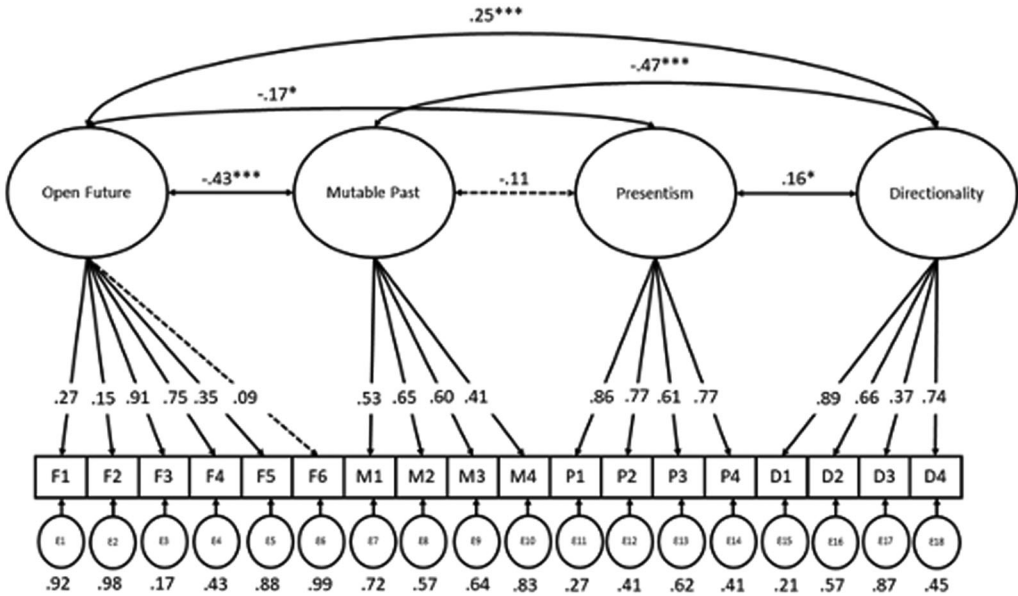 .25***
-.47***
-.17*
Open Future -.43*** Mutable Past -.11 Presentism .16* Directionality
.27 .15 .91 .75 .35 .09 .53 .65 .60 .41 .86 .77 .61 .77 .89 .66 .37 .74
F1 F2 F3 F4 F5 F6 M1 M2 M3 M4 P1 P2 P3 P4 D1 D2 D3 D4
E1 E2 E3 E4 E5 E6 E7 E8 E9 E10 E11 E12 E13 E14 E15 E16 E17 E18
.92 .98 .17 .43 .88 .99 .72 .57 .64 .83 .27 .41 .62 .41 .21 .57 .87 .45